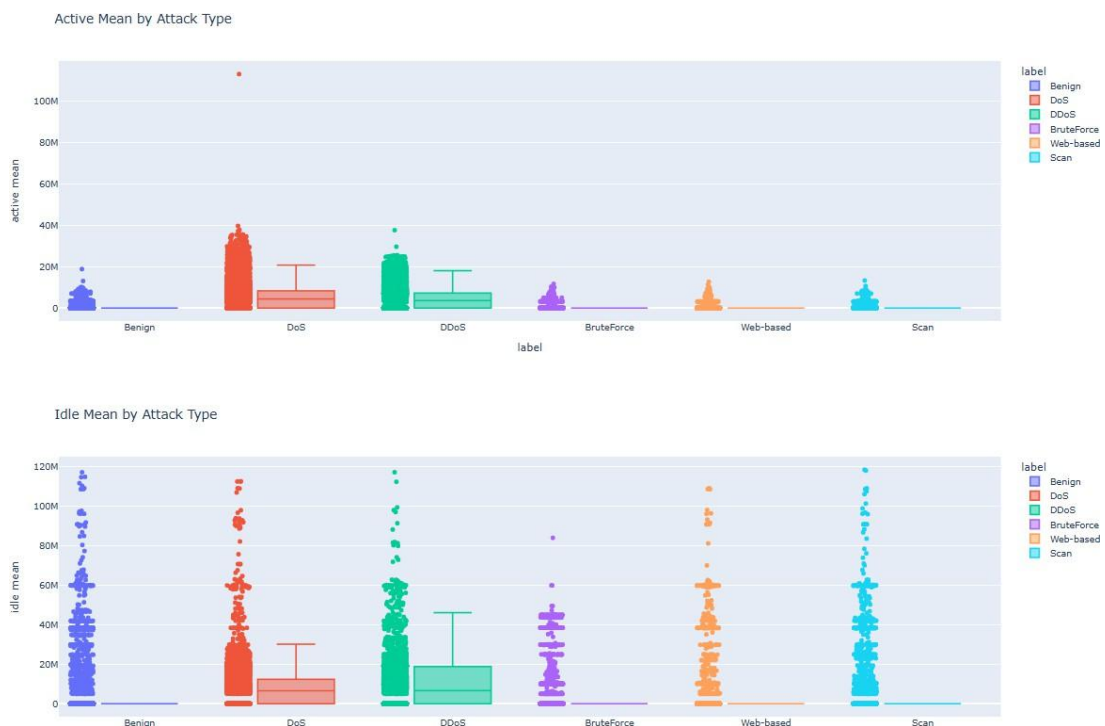 Active Mean by Attack Type
label
Benign
DoS
DDoS
BruteForce
Web-based
Scan
100M
80M
60M
40M
20M
0
active mean
Benign DoS DDoS BruteForce Web-based Scan
label
Idle Mean by Attack Type
label
Benign
DoS
DDoS
BruteForce
Web-based
Scan
120M
100M
80M
60M
40M
20M
0
idle mean
Benign DoS DDoS BruteForce Web-based Scan